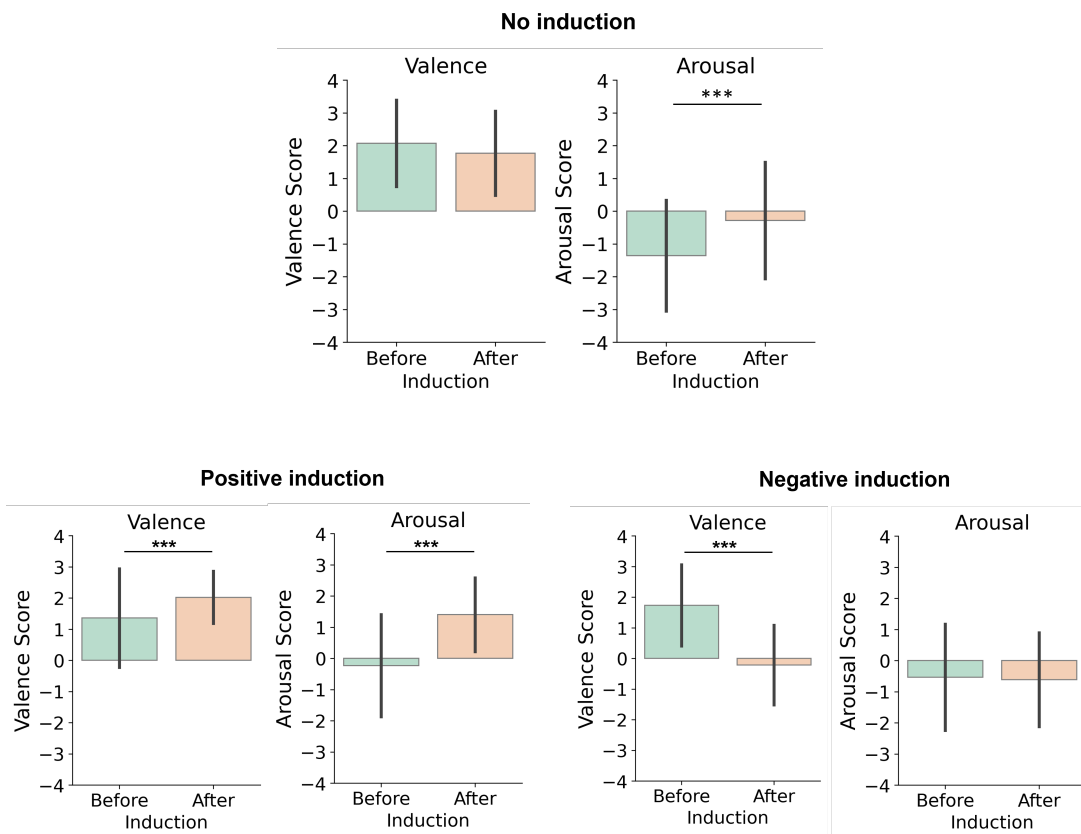 No induction
Valence
Arousal
4
3
2
1
0
−1
−2
−3
−4
Valence Score
Before
After
Induction
4
3
2
1
0
−1
−2
−3
−4
Arousal Score
***
Before
After
Induction
Positive induction
Negative induction
Valence
4
3
2
1
0
−1
−2
−3
−4
Valence Score
***
Before
After
Induction
Arousal
4
3
2
1
0
−1
−2
−3
−4
Arousal Score
***
Before
After
Induction
Valence
4
3
2
1
0
−1
−2
−3
−4
Valence Score
***
Before
After
Induction
Arousal
4
3
2
1
0
−1
−2
−3
−4
Arousal Score
Before
After
Induction